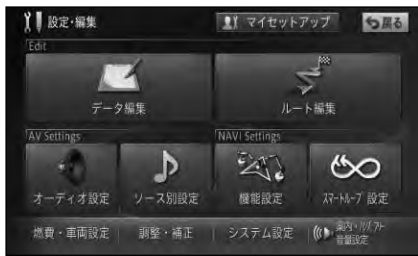 設定・編集
マイセットアップ
戻る
Edit
データ編集
ルート編集
AV Settings
NAVI Settings
オーディオ設定
ソース別設定
機能設定
スマートループ 設定
燃費・車両設定
調整・補正
システム設定
案内・ハンズフリー
音量設定